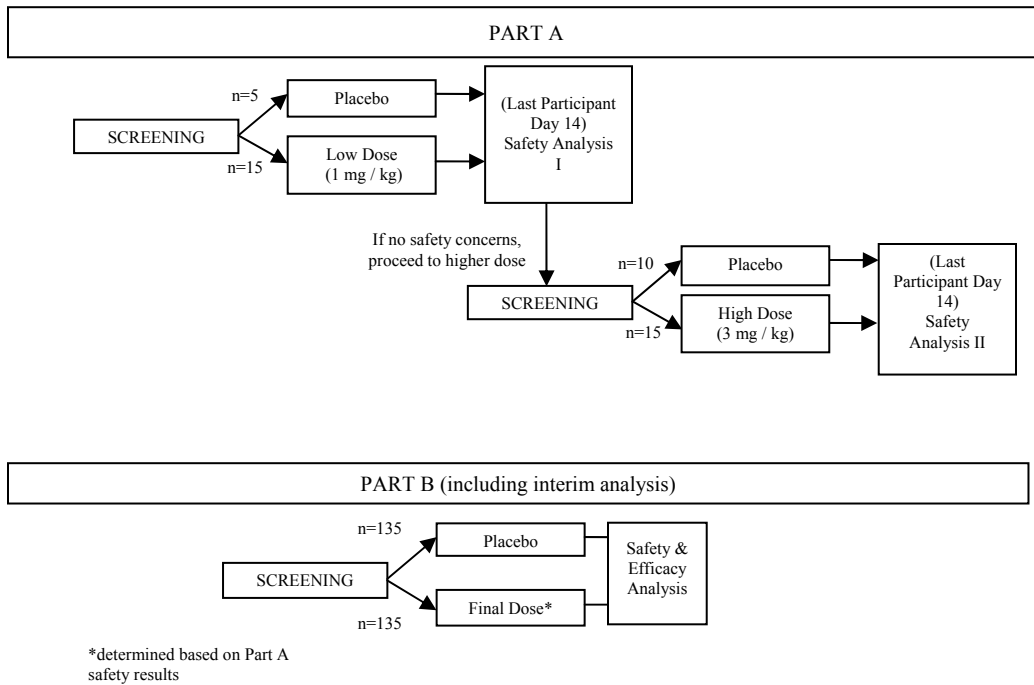 PART A
n=5
Placebo
SCREENING
n=15
Low Dose
(1 mg / kg)
(Last Participant
Day 14)
Safety Analysis
I
If no safety concerns,
proceed to higher dose
SCREENING
n=10
Placebo
n=15
High Dose
(3 mg / kg)
(Last
Participant Day
14)
Safety
Analysis II
PART B (including interim analysis)
n=135
Placebo
SCREENING
n=135
Final Dose*
Safety &
Efficacy
Analysis
*determined based on Part A
safety results